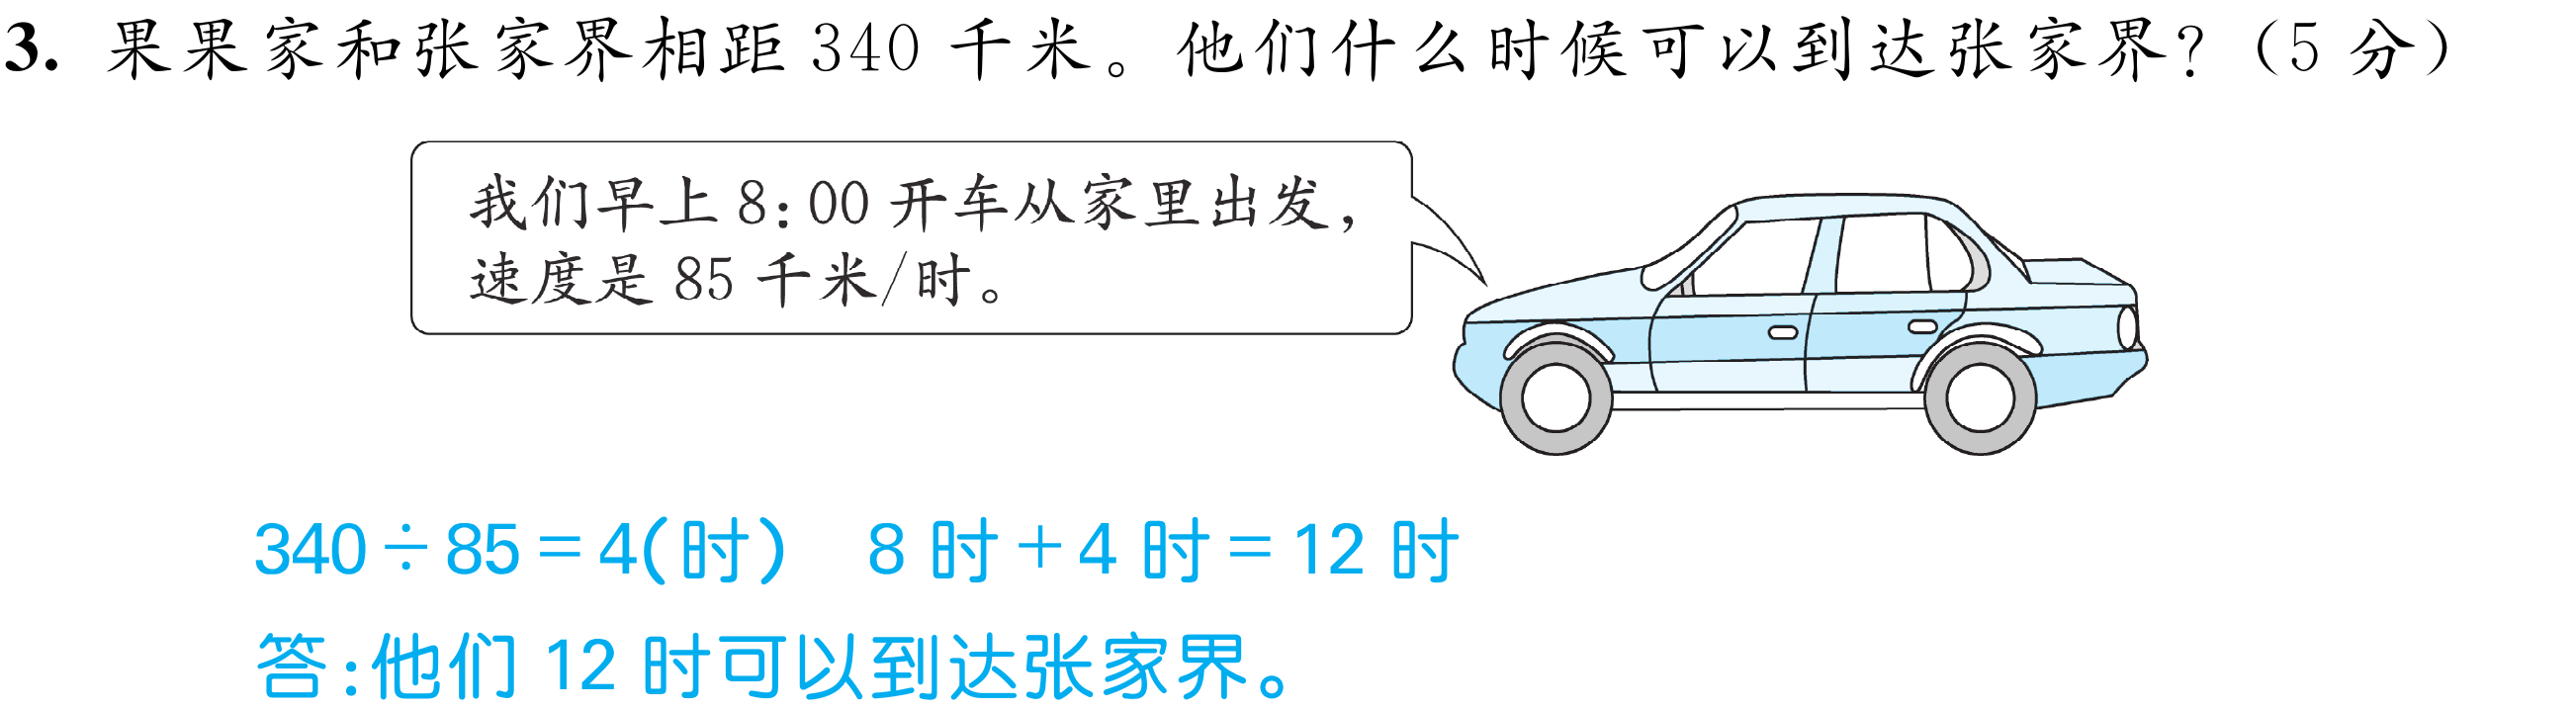 3. 果果家和张家界相距 340 千米。他们什么时候可以到达张家界?(5 分)
我们早上 8:00 开车从家里出发,
速度是 85 千米/时。
340÷85=4(时) 8 时+4 时=12 时
答:他们 12 时可以到达张家界。